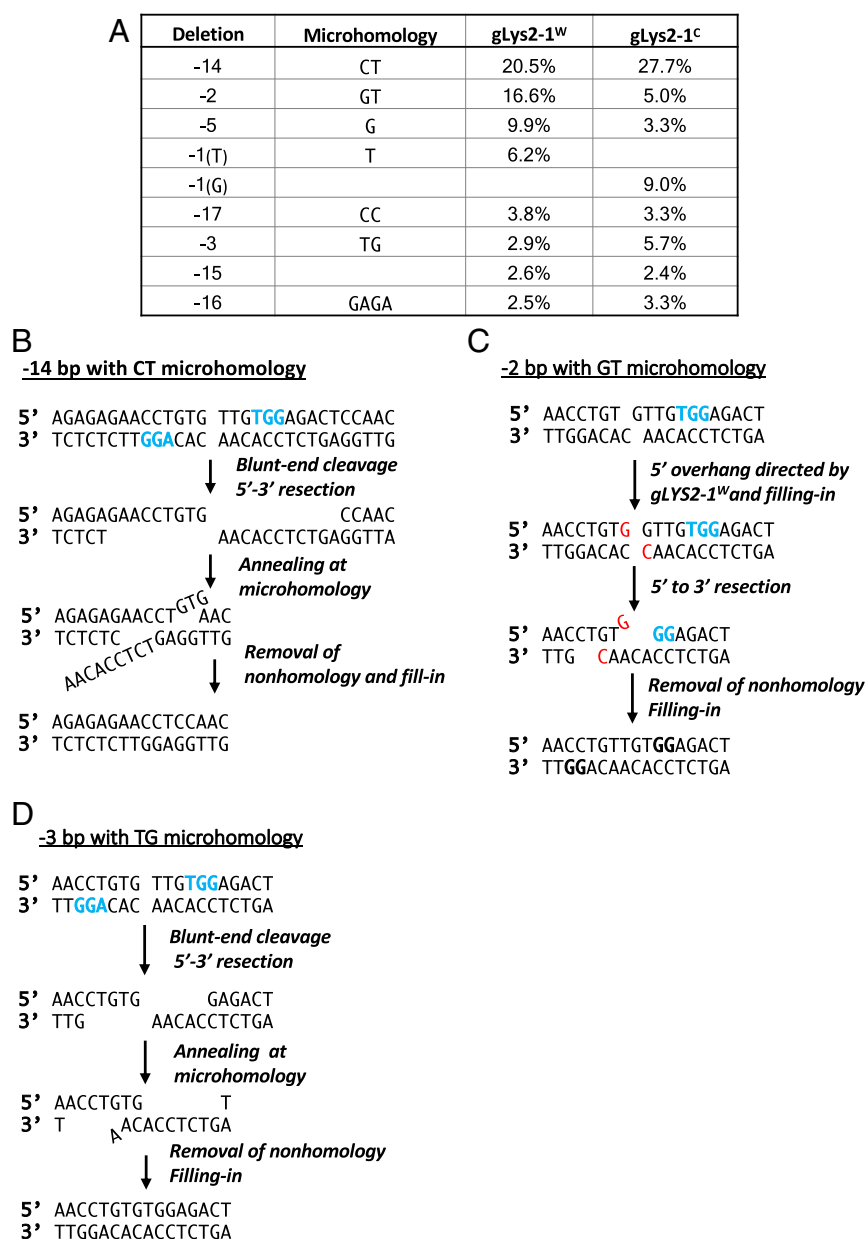 A
Deletion Microhomology gLys2-1ᵂ gLys2-1ᶜ
-14 CT 20.5% 27.7%
-2 GT 16.6% 5.0%
-5 G 9.9% 3.3%
-1(T) T 6.2%
-1(G) 9.0%
-17 CC 3.8% 3.3%
-3 TG 2.9% 5.7%
-15 2.6% 2.4%
-16 GAGA 2.5% 3.3%
B
-14 bp with CT microhomology
5’ AGAGAGAACCTGTG TTGTGGAGACTCCAAC
3’ TCTCTCTTGGACAC AACACCTCTGAGGTTG
Blunt-end cleavage
5’-3’ resection
AGAGAGAACCTGTG CCAAC
5’
3’ TCTCT AACACCTCTGAGGTTA
Annealing at
microhomology
5’ AGAGAGAACCTGTG AAC
3’ TCTCTC AACACCTCTGAGGTTG
Removal of
nonhomology and fill-in
5’ AGAGAGAACCTCCAAC
3’ TCTCTCTTGGAGGTTG
C
-2 bp with GT microhomology
5’ AACCTGT GTTGTGGAGACT
3’ TTGGACAC AACACCTCTGA
5’ overhang directed by
gLYS2-1ᵂ and filling-in
5’ AACCTGTG GTTGTGGAGACT
3’ TTGGACAC CAACACCTCTGA
5’ to 3’ resection
5’ AACCTGTG GGAGACT
3’ TTG CAACACCTCTGA
Removal of nonhomology
Filling-in
5’ AACCTGTTGTGGAGACT
3’ TTGGACAACACCTCTGA
D
-3 bp with TG microhomology
5’ AACCTGTG TTGTGGAGACT
3’ TTGGACAC AACACCTCTGA
Blunt-end cleavage
5’-3’ resection
5’ AACCTGTG GAGACT
3’ TTG AACACCTCTGA
Annealing at
microhomology
5’ AACCTGTG T
3’ T AACACCTCTGA
Removal of nonhomology
Filling-in
5’ AACCTGTGTGGAGACT
3’ TTGGACACACCTCTGA